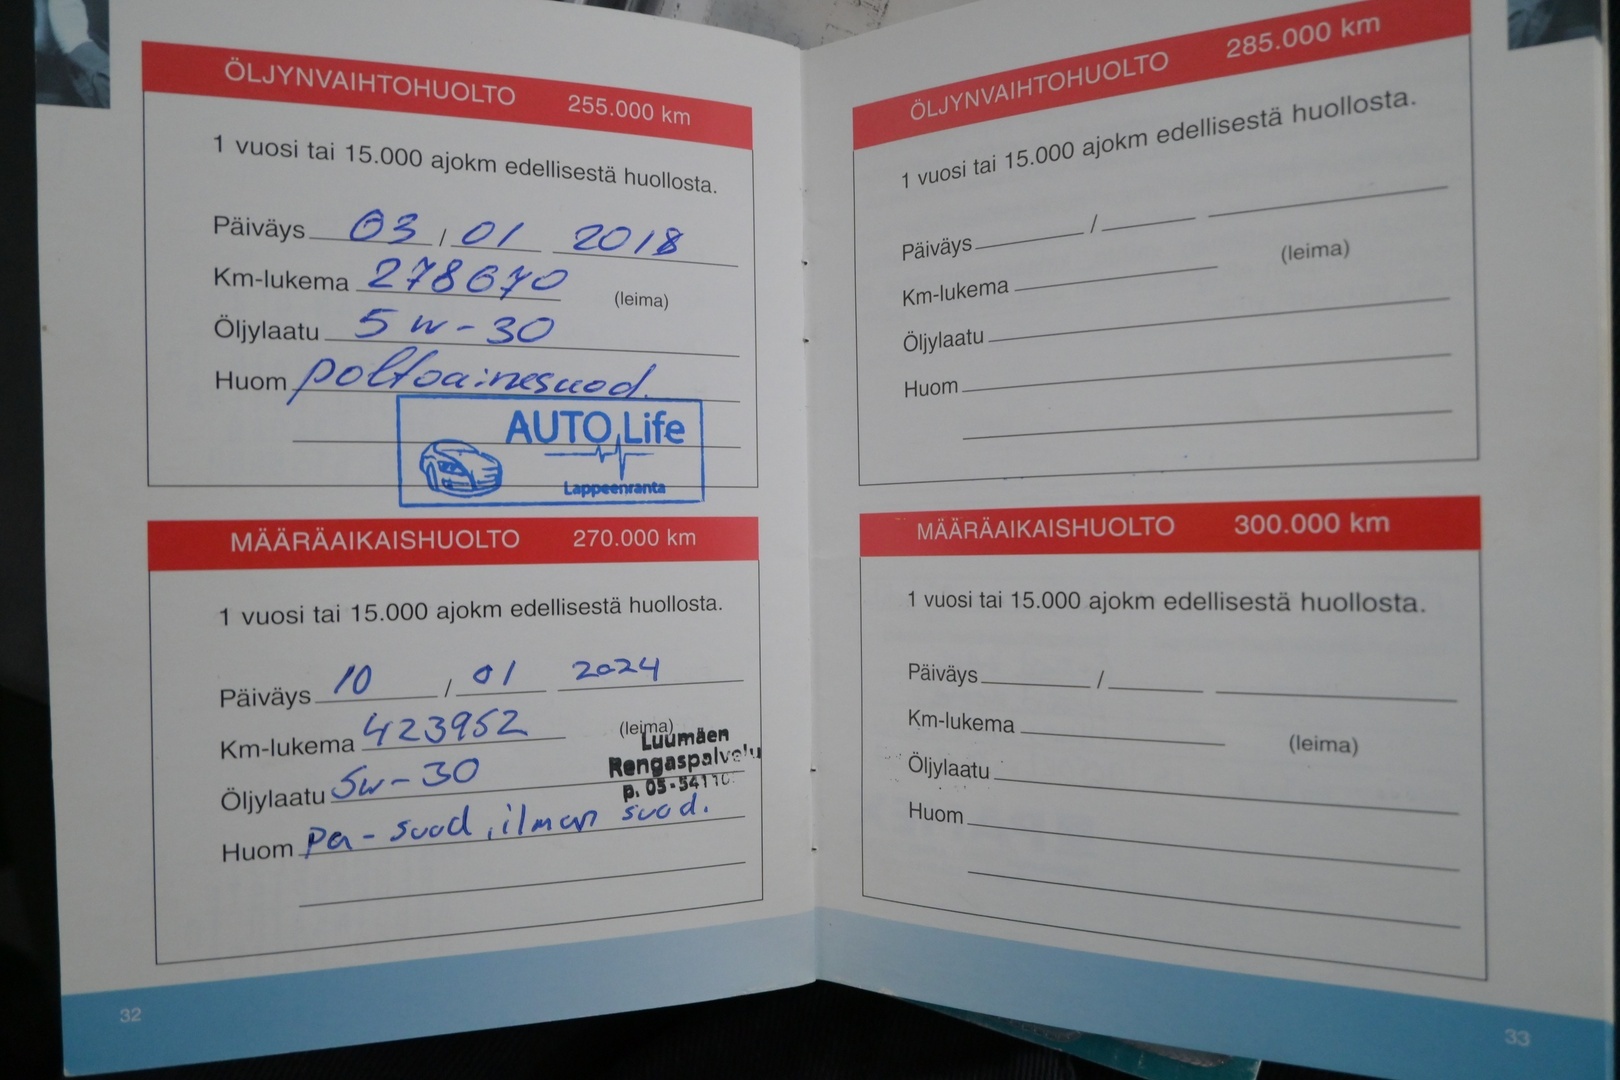 ÖLJYNVAIHTOHUOLTO 255.000 km
1 vuosi tai 15.000 ajokm edellisestä huollosta.
Päiväys 03 / 01 2018
Km-lukema 278670 (leima)
Öljylaatu 5w-30
Huom polttoainesuod.
AUTO Life
Lappeenranta
MÄÄRÄAIKAISHUOLTO 270.000 km
1 vuosi tai 15.000 ajokm edellisestä huollosta.
Päiväys 10 / 01 2024
Km-lukema 423952 (leima)
Luumäen
Rengaspalvelu
p. 05-54110
Öljylaatu 5w-30
Huom pa-suod, ilman suod.
32
ÖLJYNVAIHTOHUOLTO 285.000 km
1 vuosi tai 15.000 ajokm edellisestä huollosta.
Päiväys /
Km-lukema (leima)
Öljylaatu
Huom
MÄÄRÄAIKAISHUOLTO 300.000 km
1 vuosi tai 15.000 ajokm edellisestä huollosta.
Päiväys /
Km-lukema (leima)
Öljylaatu
Huom
33